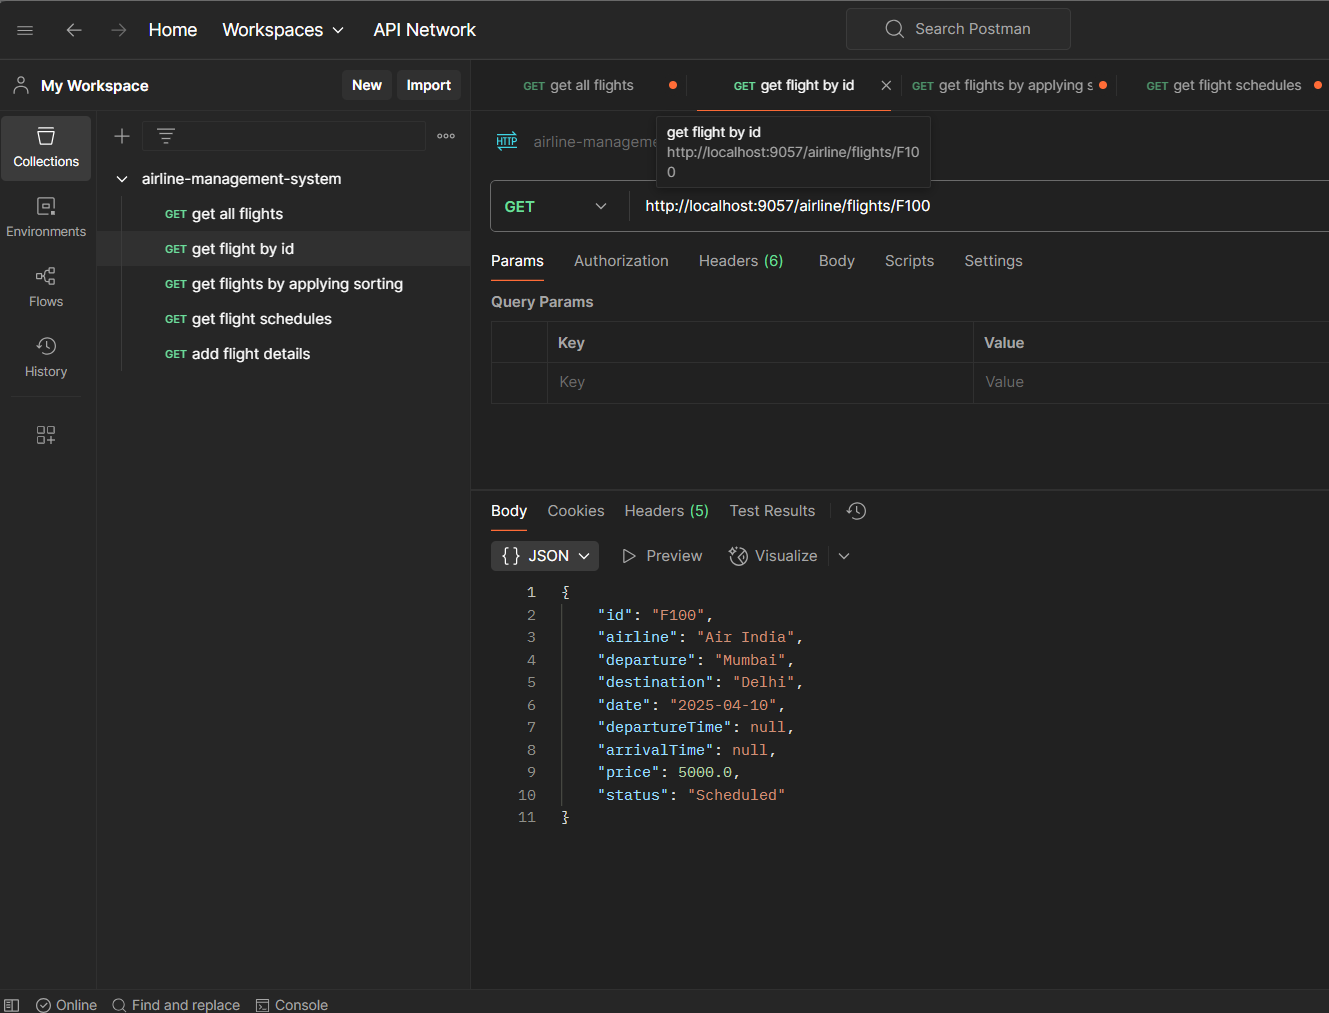 Home Workspaces API Network Search Postman
My Workspace New Import
GET get all flights GET get flight by id GET get flights by applying s GET get flight schedules
Collections
Environments
Flows
History
airline-management-system
GET get all flights
GET get flight by id
GET get flights by applying sorting
GET get flight schedules
GET add flight details
HTTP airline-manageme
get flight by id
http://localhost:9057/airline/flights/F10
0
GET http://localhost:9057/airline/flights/F100
Params Authorization Headers (6) Body Scripts Settings
Query Params
Key Value
Key Value
Body Cookies Headers (5) Test Results
{} JSON Preview Visualize
1 {
2 "id": "F100",
3 "airline": "Air India",
4 "departure": "Mumbai",
5 "destination": "Delhi",
6 "date": "2025-04-10",
7 "departureTime": null,
8 "arrivalTime": null,
9 "price": 5000.0,
10 "status": "Scheduled"
11 }
Online Find and replace Console